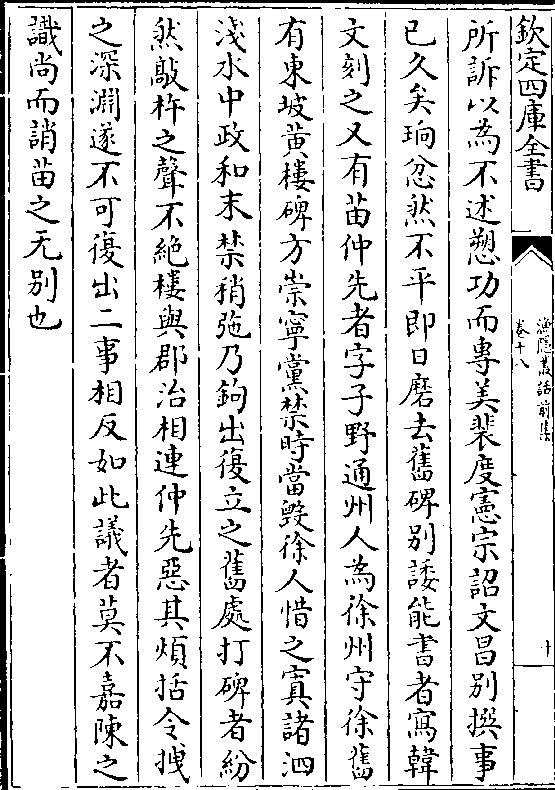 欽定四庫全書
漁隱叢話前集
卷十八
十
所訴以為不述愬功而專美裴度憲宗詔文昌别撰事
已久矣珦忿然不平即日磨去舊碑别諉能書者寫韓
文刻之又有苗仲先者字子野通州人為徐州守徐舊
有東坡黄樓碑方崇寧黨禁時當毁徐人惜之寘諸泗
淺水中政和末禁稍弛乃鉤出復立之舊處打碑者紛
然敲杵之聲不絶樓與郡治相連仲先惡其煩括令拽
之深淵遂不可復出二事相反如此議者莫不嘉陳之
識尚而誚苗之无别也